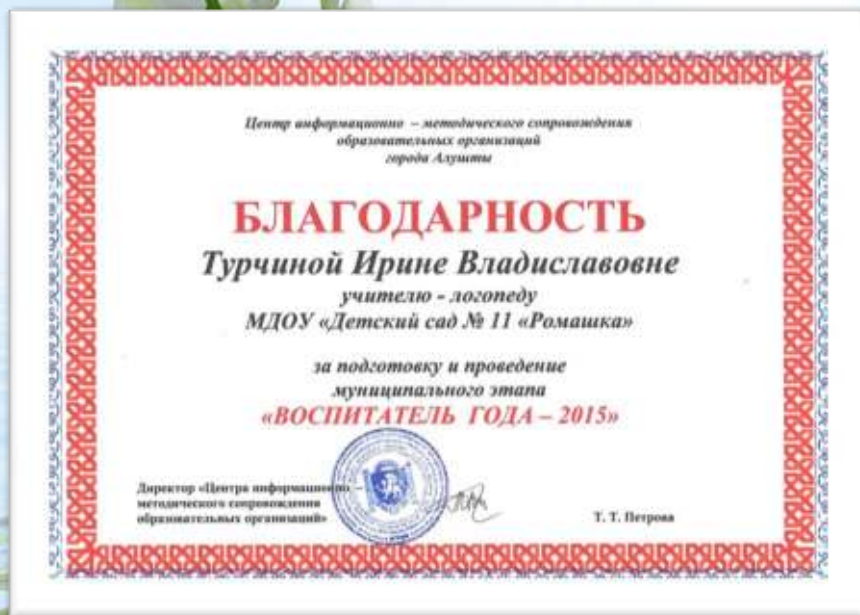 Центр информационно – методического сопровождения
образовательных организаций
города Алушты
БЛАГОДАРНОСТЬ
Турчиной Ирине Владиславовне
учителю - логопеду
МДОУ «Детский сад № 11 «Ромашка»
за подготовку и проведение
муниципального этапа
«ВОСПИТАТЕЛЬ ГОДА – 2015»
Директор «Центра информационно –
методического сопровождения
образовательных организаций»
Т. Т. Петрова